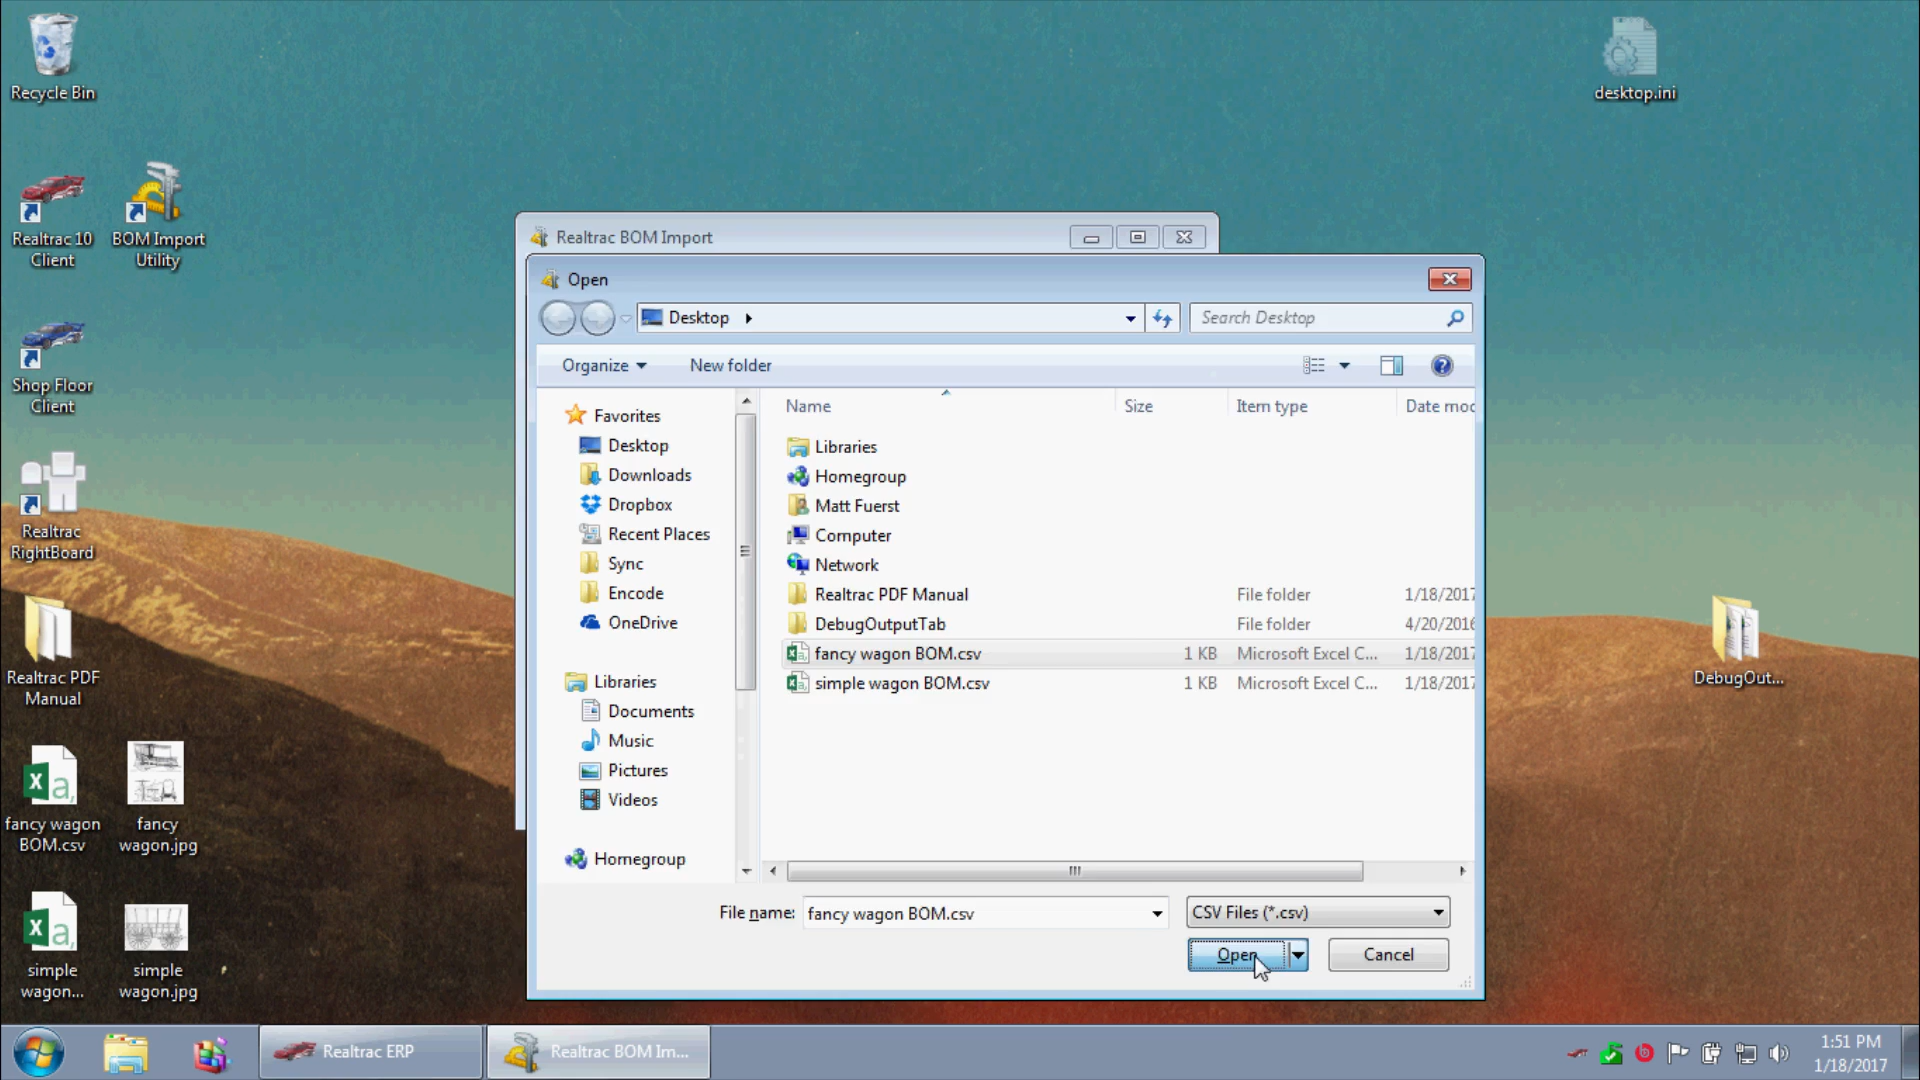 Recycle Bin
desktop.ini
Realtrac 10
Client
BOM Import
Utility
Shop Floor
Client
Realtrac
RightBoard
Realtrac PDF
Manual
fancy wagon
BOM.csv
fancy
wagon.jpg
simple
wagon...
simple
wagon.jpg
DebugOut...
Realtrac BOM Import
Open
Desktop
Search Desktop
Organize
New folder
Name
Size
Item type
Date moc
Favorites
Desktop
Downloads
Dropbox
Recent Places
Sync
Encode
OneDrive
Libraries
Documents
Music
Pictures
Videos
Homegroup
Libraries
Homegroup
Matt Fuerst
Computer
Network
Realtrac PDF Manual File folder 1/18/2017
DebugOutputTab File folder 4/20/2016
fancy wagon BOM.csv 1 KB Microsoft Excel C... 1/18/2017
simple wagon BOM.csv 1 KB Microsoft Excel C... 1/18/2017
File name: fancy wagon BOM.csv
CSV Files (*.csv)
Open
Cancel
Realtrac ERP
Realtrac BOM Im...
1:51 PM
1/18/2017